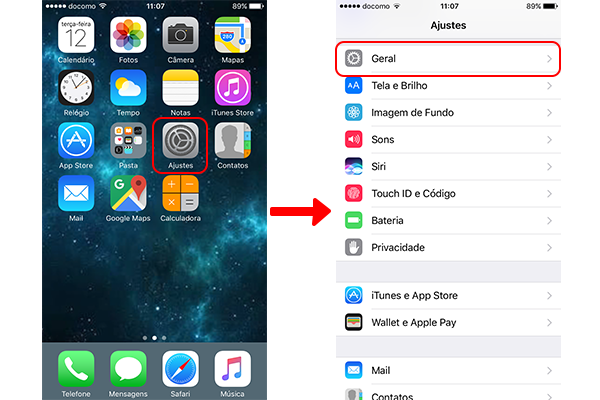 docomo 11:07 89%
terça-feira
12
280
Calendário Fotos Câmera Mapas
Relógio Tempo Notas iTunes Store
App Store Pasta Ajustes Contatos
Mail Google Maps Calculadora
Telefone Mensagens Safari Música
docomo 11:07 89%
Ajustes
Geral
AA Tela e Brilho
Imagem de Fundo
Sons
Siri
Touch ID e Código
Bateria
Privacidade
iTunes e App Store
Wallet e Apple Pay
Mail
Contatos